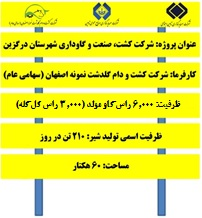 عنوان پروژه: شرکت کشت، صنعت و گاوداری شهرستان درگزین
کارفرما: شرکت کشت و دام گلدشت نمونه اصفهان (سهامی عام)
ظرفیت: ۶,۰۰۰ راس گاو مولد (۳,۰۰۰ راس کل گله)
ظرفیت اسمی تولید شیر: ۲۱۰ تن در روز
مساحت: ۶۰ هکتار